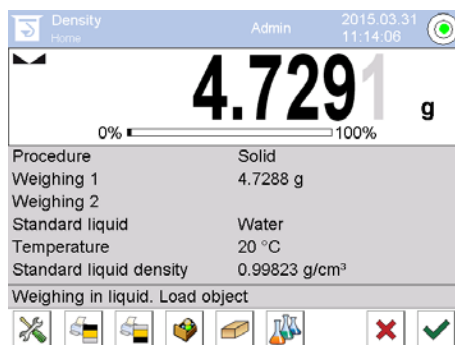 Density Admin 2015.03.31
Home 11:14:06
4.7291 g
0% 100%
Procedure Solid
Weighing 1 4.7288 g
Weighing 2
Standard liquid Water
Temperature 20 °C
Standard liquid density 0.99823 g/cm³
Weighing in liquid. Load object